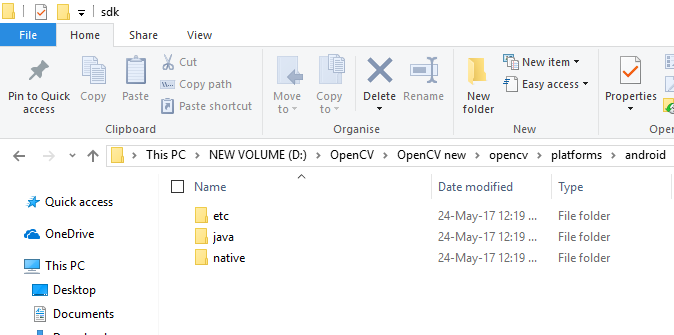 sdk
File Home Share View
Pin to Quick access
Copy
Paste
Cut
Copy path
Paste shortcut
Clipboard
Move to
Copy to
Delete
Rename
Organise
New folder
New item
Easy access
New
Properties
This PC NEW VOLUME (D:) OpenCV OpenCV new opencv platforms android
Quick access
OneDrive
This PC
Desktop
Documents
Name Date modified Type
etc 24-May-17 12:19 ... File folder
java 24-May-17 12:19 ... File folder
native 24-May-17 12:19 ... File folder